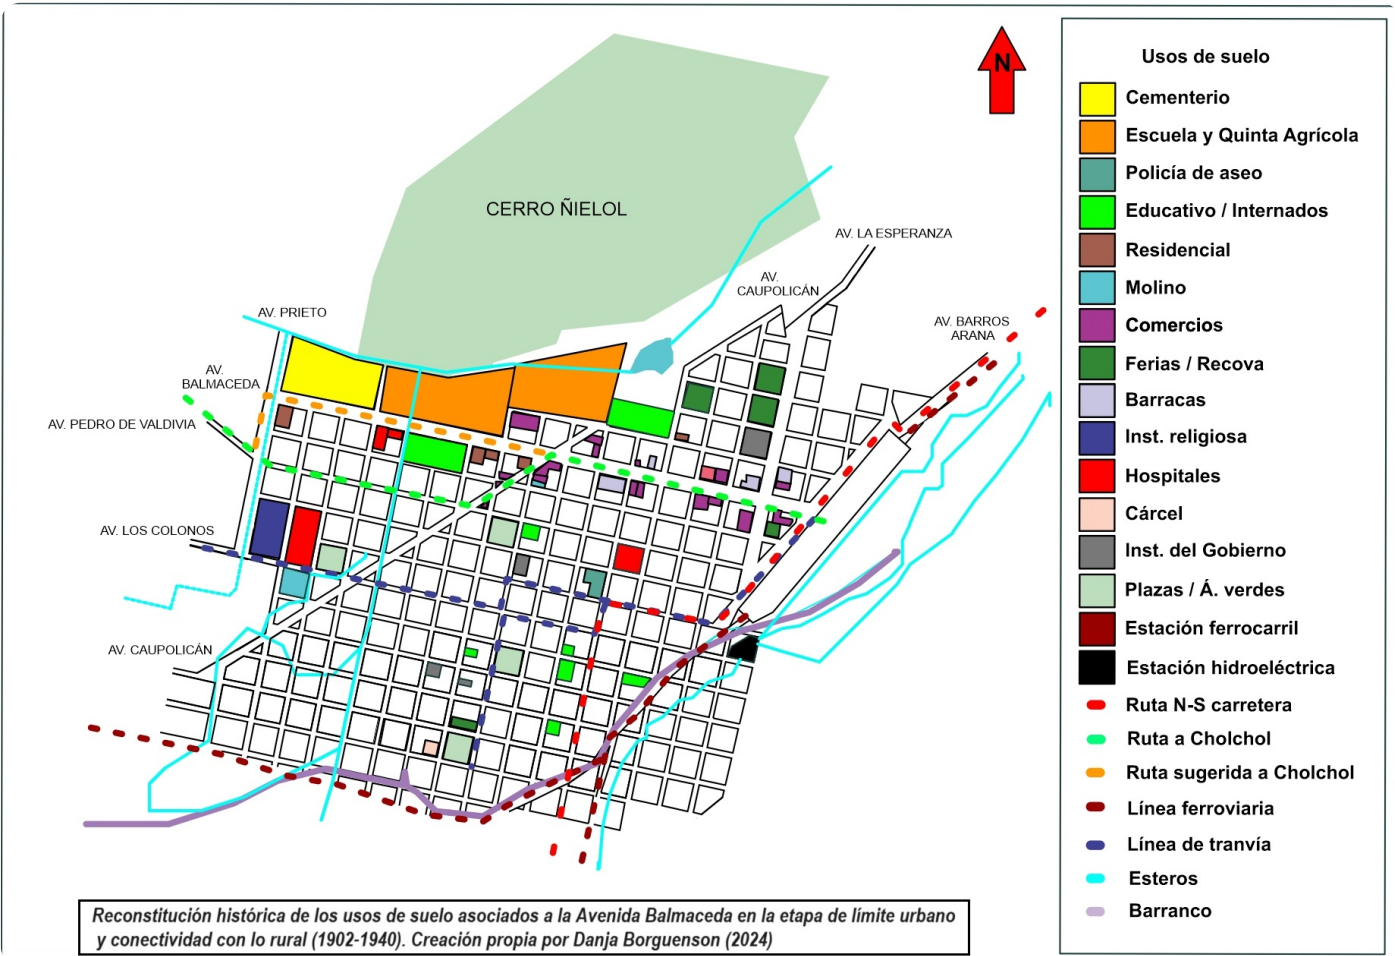 N
CERRO ÑIELOL
AV. LA ESPERANZA
AV.
CAUPOLICÁN
AV. PRIETO
AV. BARROS
ARANA
AV.
BALMACEDA
AV. PEDRO DE VALDIVIA
AV. LOS COLONOS
AV. CAUPOLICÁN
Usos de suelo
Cementerio
Escuela y Quinta Agrícola
Policía de aseo
Educativo / Internados
Residencial
Molino
Comercios
Ferias / Recova
Barracas
Inst. religiosa
Hospitales
Cárcel
Inst. del Gobierno
Plazas / Á. verdes
Estación ferrocarril
Estación hidroeléctrica
Ruta N-S carretera
Ruta a Cholchol
Ruta sugerida a Cholchol
Línea ferroviaria
Línea de tranvía
Esteros
Barranco
Reconstitución histórica de los usos de suelo asociados a la Avenida Balmaceda en la etapa de límite urbano
y conectividad con lo rural (1902-1940). Creación propia por Danja Borguenson (2024)